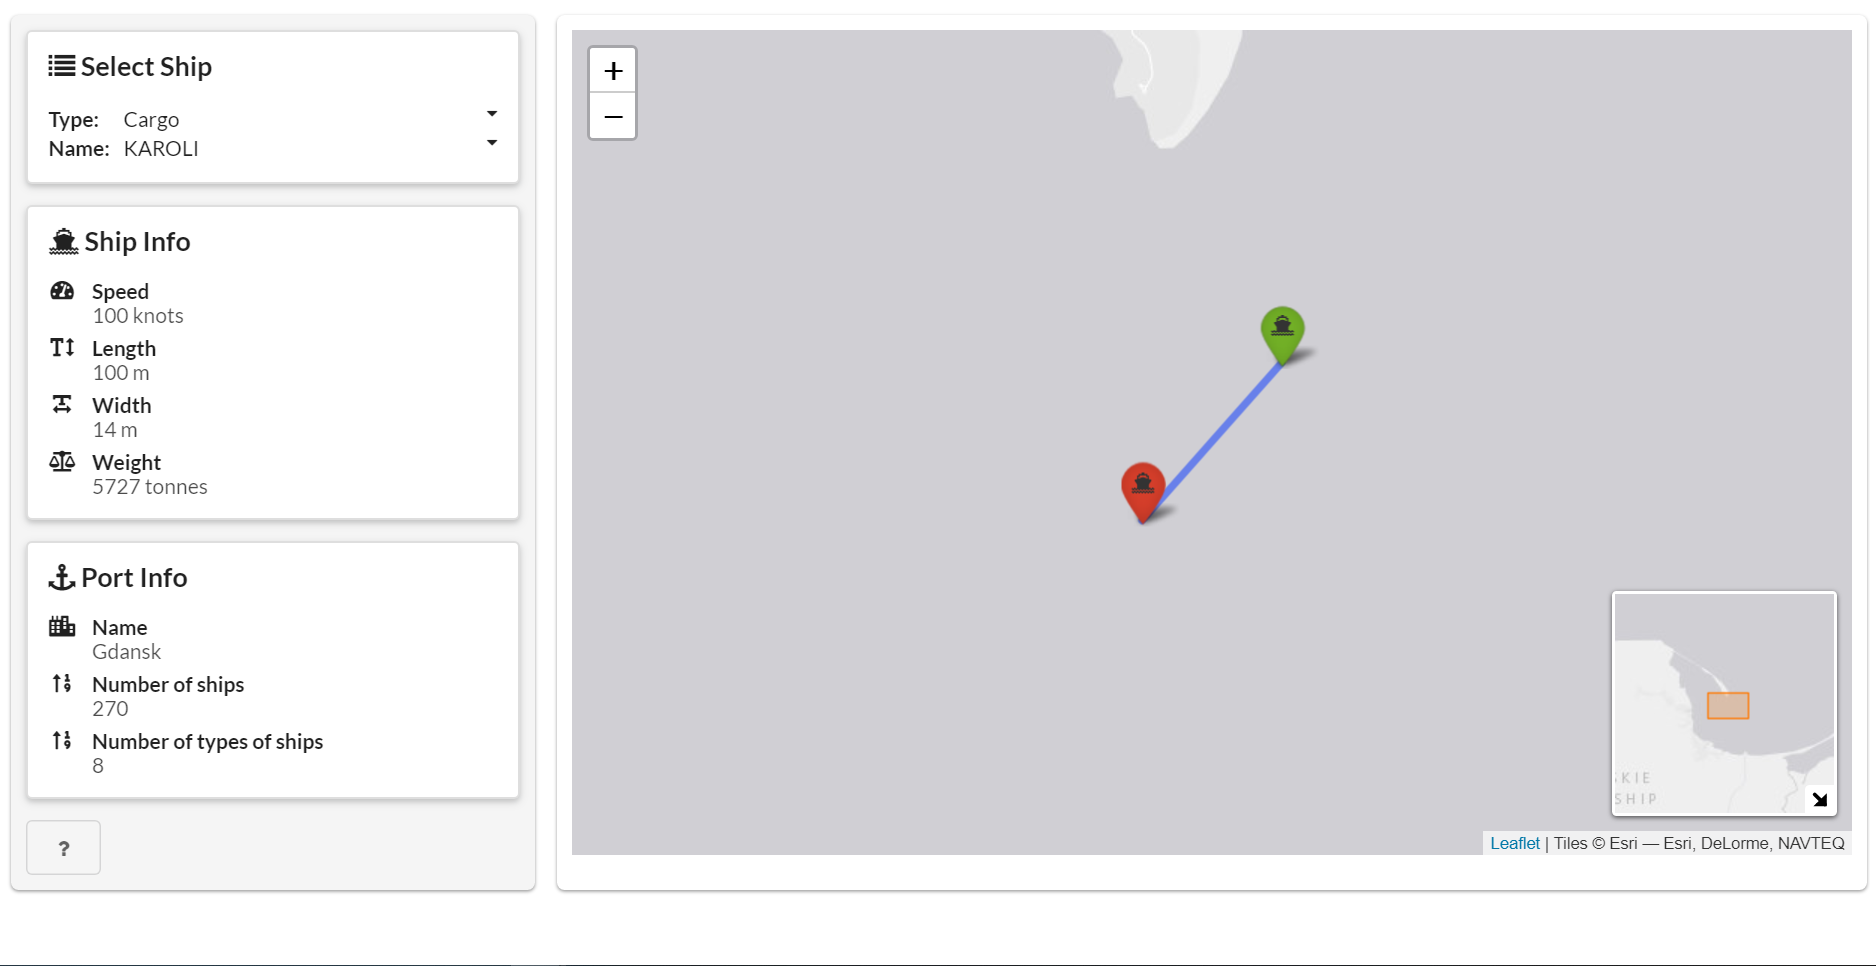 Select Ship
Type: Cargo
Name: KAROLI
Ship Info
Speed
100 knots
Length
100 m
Width
14 m
Weight
5727 tonnes
Port Info
Name
Gdansk
Number of ships
270
Number of types of ships
8
?
+
−
SKIE
SHIP
Leaflet | Tiles © Esri — Esri, DeLorme, NAVTEQ